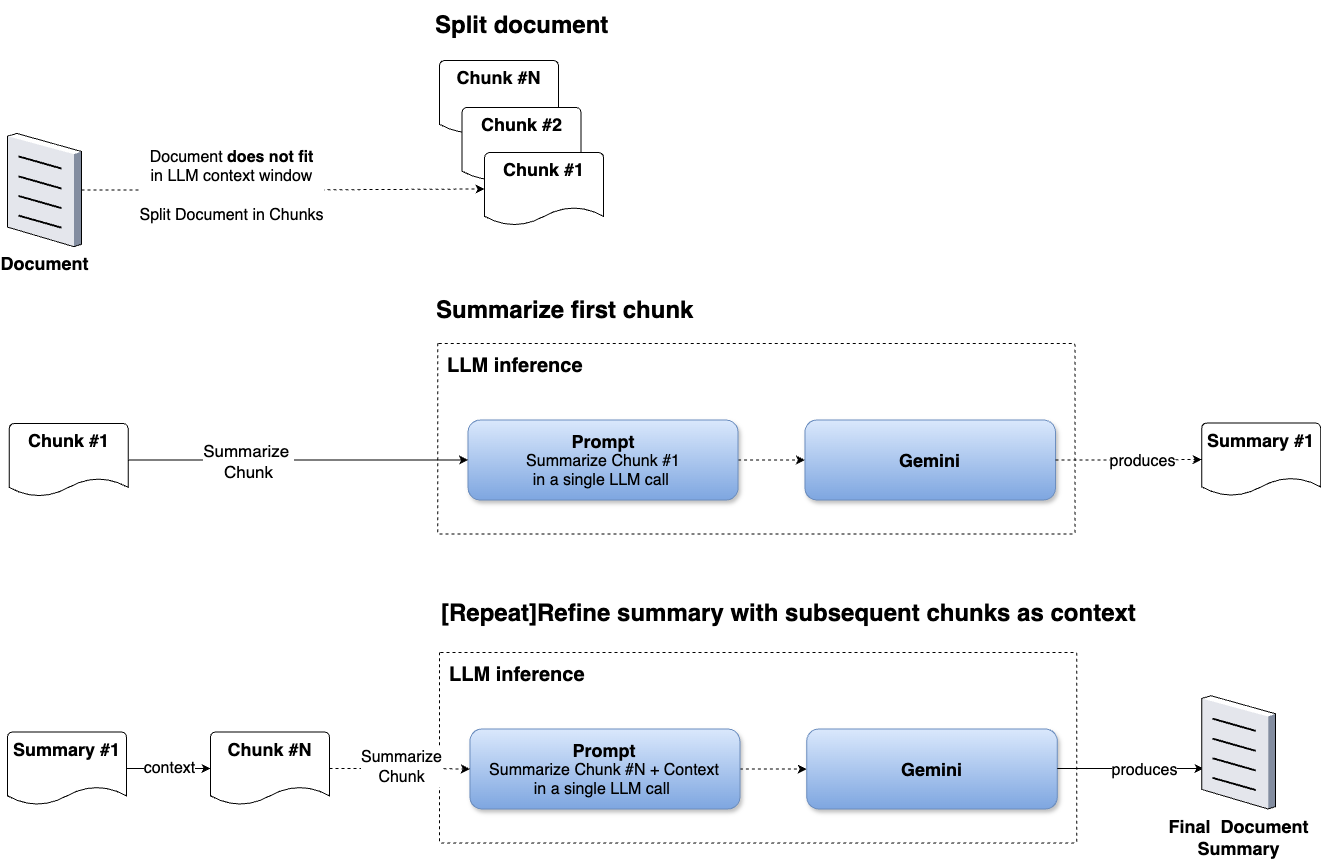 Split document
Chunk #N
Chunk #2
Chunk #1
Document does not fit
in LLM context window
Split Document in Chunks
Document
Summarize first chunk
LLM inference
Chunk #1
Summarize
Chunk
Prompt
Summarize Chunk #1
in a single LLM call
Gemini
produces
Summary #1
[Repeat]Refine summary with subsequent chunks as context
LLM inference
Summary #1
context
Chunk #N
Summarize
Chunk
Prompt
Summarize Chunk #N + Context
in a single LLM call
Gemini
produces
Final Document
Summary